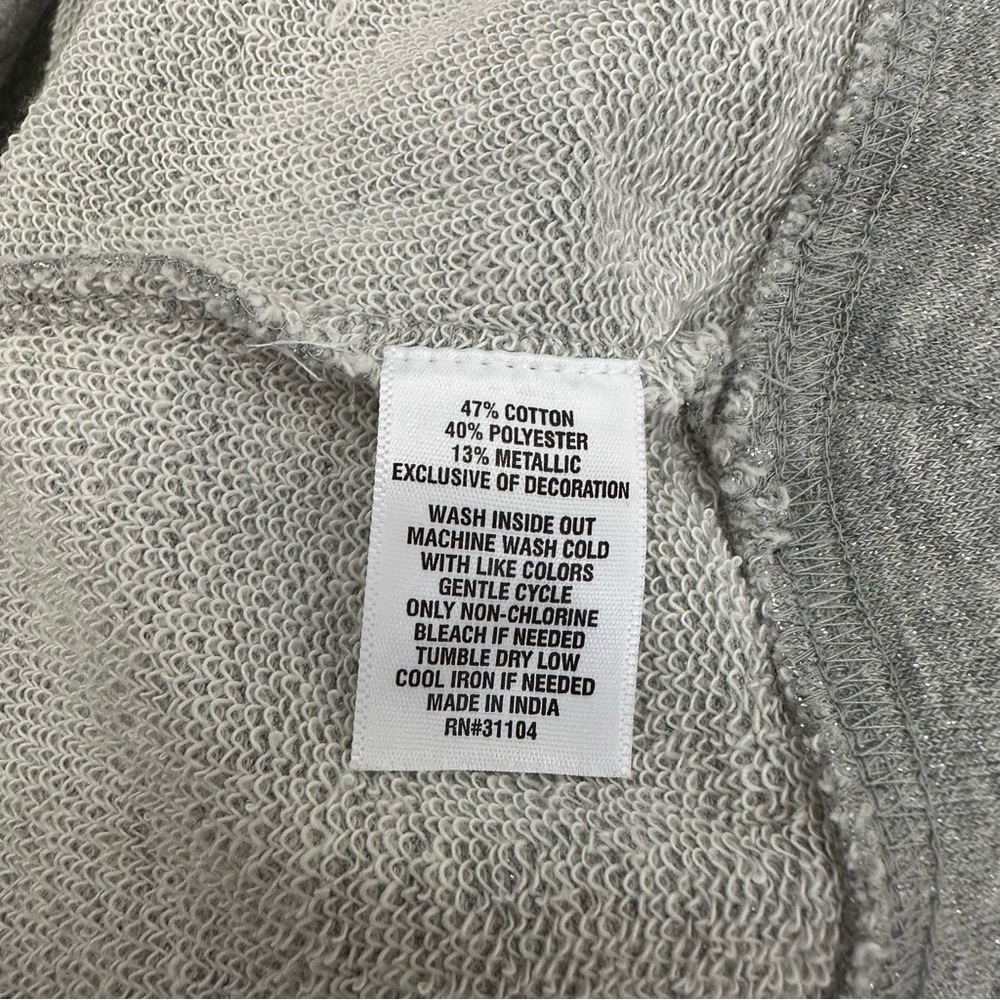 47% COTTON
40% POLYESTER
13% METALLIC
EXCLUSIVE OF DECORATION
WASH INSIDE OUT
MACHINE WASH COLD
WITH LIKE COLORS
GENTLE CYCLE
ONLY NON-CHLORINE
BLEACH IF NEEDED
TUMBLE DRY LOW
COOL IRON IF NEEDED
MADE IN INDIA
RN#31104